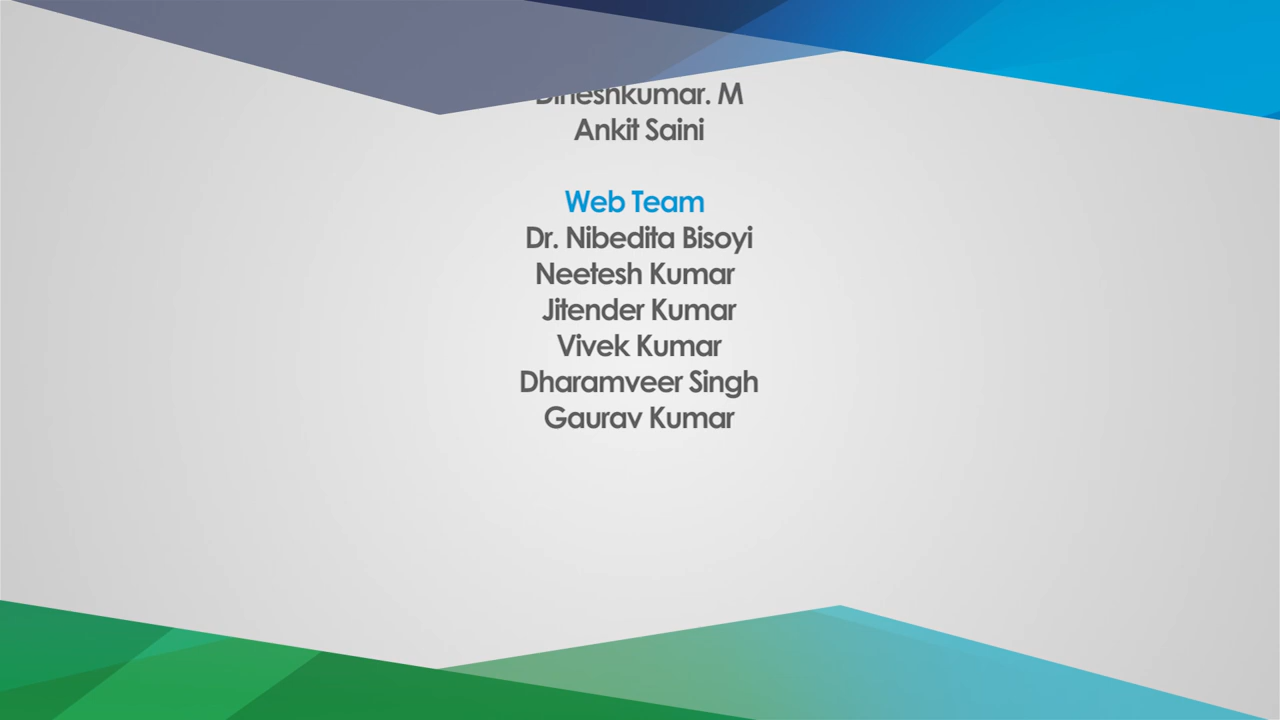 Dineshkumar. M
Ankit Saini
Web Team
Dr. Nibedita Bisoyi
Neetesh Kumar
Jitender Kumar
Vivek Kumar
Dharamveer Singh
Gaurav Kumar